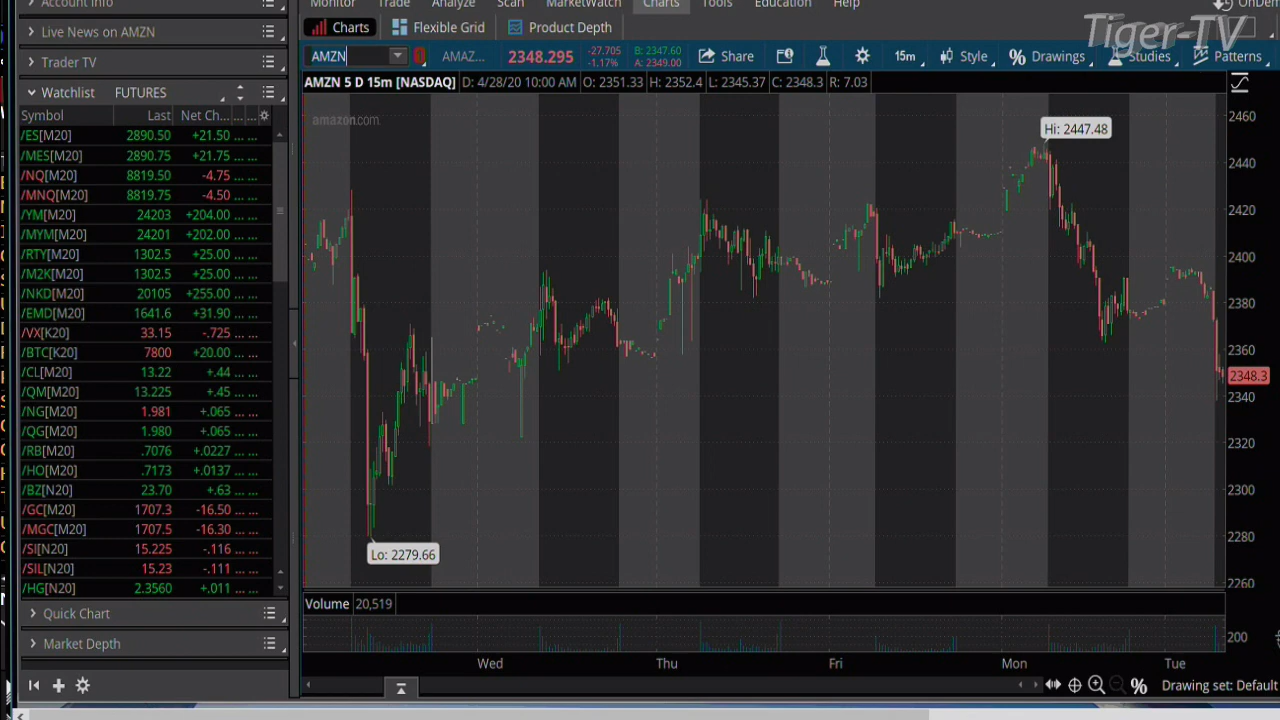 Monitor Trade Analyze Scan MarketWatch Charts Tools Education Help OnDem
Account Info
Live News on AMZN
Trader TV
Watchlist FUTURES
Symbol Last Net Ch...
/ES[M20] 2890.50 +21.50 ... ...
/MES[M20] 2890.75 +21.75 ... ...
/NQ[M20] 8819.50 -4.75 ... ...
/MNQ[M20] 8819.75 -4.50 ... ...
/YM[M20] 24203 +204.00 ... ...
/MYM[M20] 24201 +202.00 ... ...
/RTY[M20] 1302.5 +25.00 ... ...
/M2K[M20] 1302.5 +25.00 ... ...
/NKD[M20] 20105 +255.00 ... ...
/EMD[M20] 1641.6 +31.90 ... ...
/VX[K20] 33.15 -.725 ... ...
/BTC[K20] 7800 +20.00 ... ...
/CL[M20] 13.22 +.44 ... ...
/QM[M20] 13.225 +.45 ... ...
/NG[M20] 1.981 +.065 ... ...
/QG[M20] 1.980 +.065 ... ...
/RB[M20] .7076 +.0227 ... ...
/HO[M20] .7173 +.0137 ... ...
/BZ[N20] 23.70 +.63 ... ...
/GC[M20] 1707.3 -16.50 ... ...
/MGC[M20] 1707.5 -16.30 ... ...
/SI[N20] 15.225 -.116 ... ...
/SIL[N20] 15.23 -.111 ... ...
/HG[N20] 2.3560 +.011 ... ...
Quick Chart
Market Depth
Charts Flexible Grid Product Depth
Tiger-TV
AMZN AMAZ... 2348.295 -27.705 -1.17% B: 2347.60 A: 2349.00 Share 15m Style % Drawings Studies Patterns
AMZN 5 D 15m [NASDAQ] D: 4/28/20 10:00 AM O: 2351.33 H: 2352.4 L: 2345.37 C: 2348.3 R: 7.03
amazon.com
Hi: 2447.48
Lo: 2279.66
2460
2440
2420
2400
2380
2360
2348.3
2340
2320
2300
2280
2260
Volume 20,519
200
Wed Thu Fri Mon Tue
% Drawing set: Default